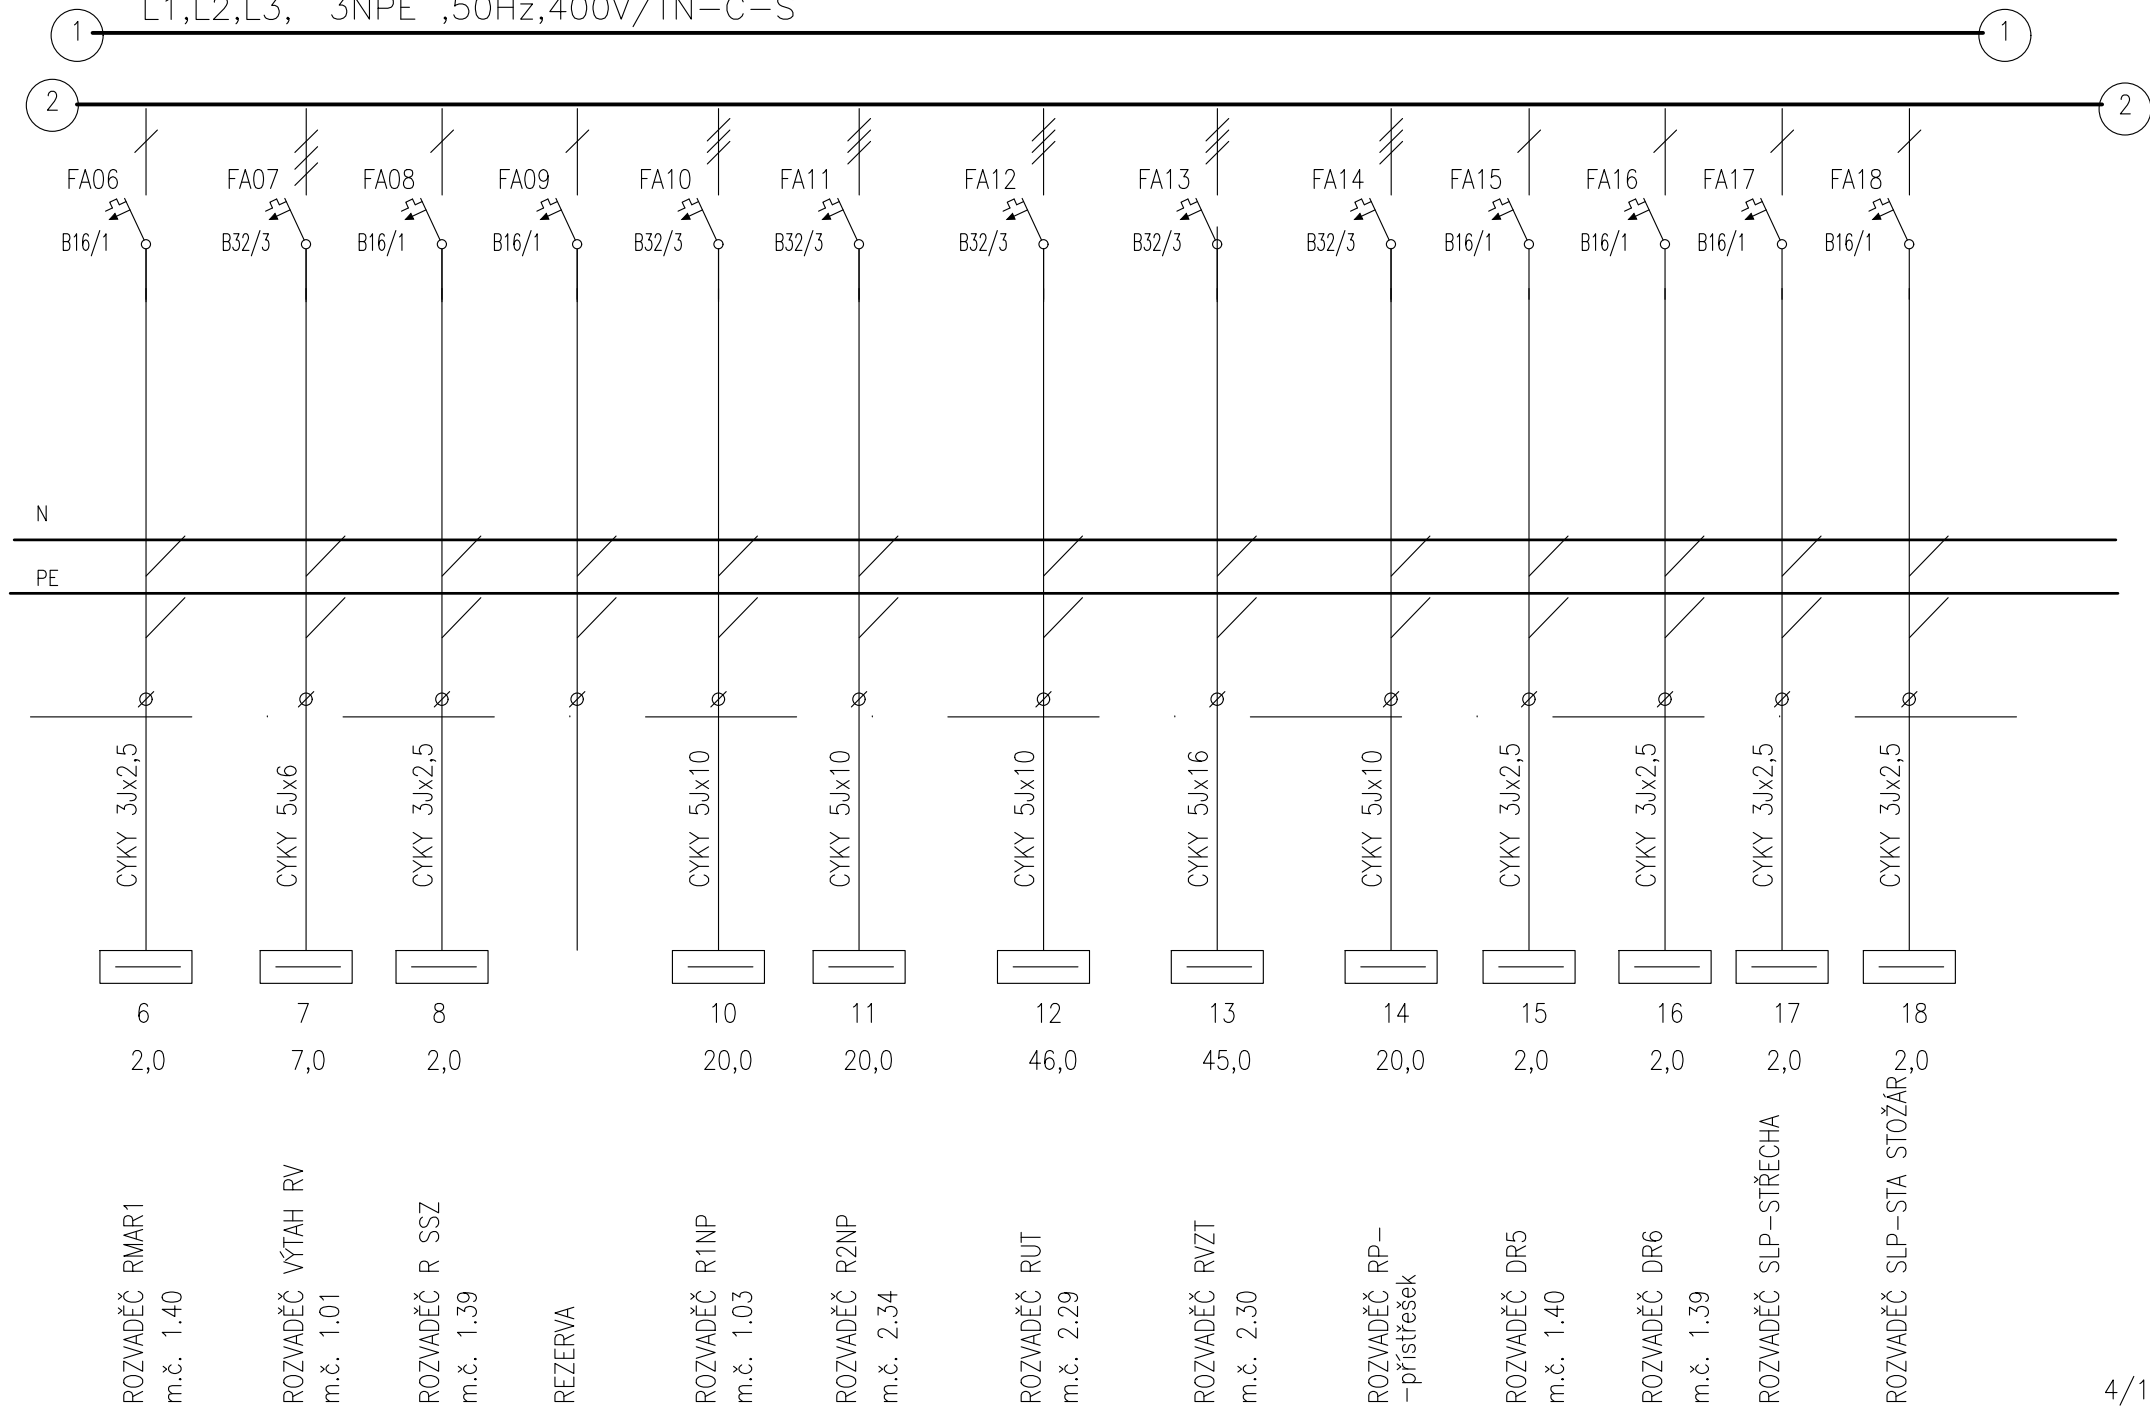 L1,L2,L3, 3NPE ,50Hz,400V/TN-C-S
1 1
2 2
FA06 FA07 FA08 FA09 FA10 FA11 FA12 FA13 FA14 FA15 FA16 FA17 FA18
B16/1 B32/3 B16/1 B16/1 B32/3 B32/3 B32/3 B32/3 B32/3 B16/1 B16/1 B16/1 B16/1
N
PE
CYKY 3Jx2,5
CYKY 5Jx6
CYKY 3Jx2,5
CYKY 5Jx10
CYKY 5Jx10
CYKY 5Jx10
CYKY 5Jx16
CYKY 5Jx10
CYKY 3Jx2,5
CYKY 3Jx2,5
CYKY 3Jx2,5
CYKY 3Jx2,5
6 7 8 10 11 12 13 14 15 16 17 18
2,0 7,0 2,0 20,0 20,0 46,0 45,0 20,0 2,0 2,0 2,0 2,0
ROZVADĚČ RMAR1
m.č. 1.40
ROZVADĚČ VÝTAH RV
m.č. 1.01
ROZVADĚČ R SSZ
m.č. 1.39
REZERVA
ROZVADĚČ R1NP
m.č. 1.03
ROZVADĚČ R2NP
m.č. 2.34
ROZVADĚČ RUT
m.č. 2.29
ROZVADĚČ RVZT
m.č. 2.30
ROZVADĚČ RP-
-přístřešek
ROZVADĚČ DR5
m.č. 1.40
ROZVADĚČ DR6
m.č. 1.39
ROZVADĚČ SLP-STŘECHA
ROZVADĚČ SLP-STA STOŽÁR
4/1